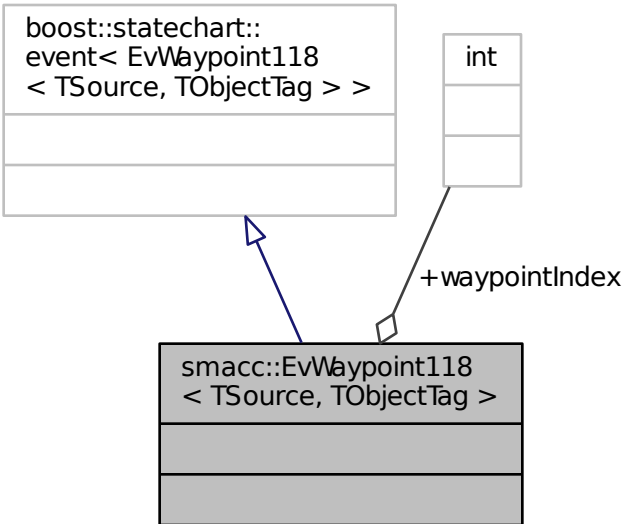 boost::statechart::
event< EvWaypoint118
< TSource, TObjectTag > >
int
+waypointIndex
smacc::EvWaypoint118
< TSource, TObjectTag >